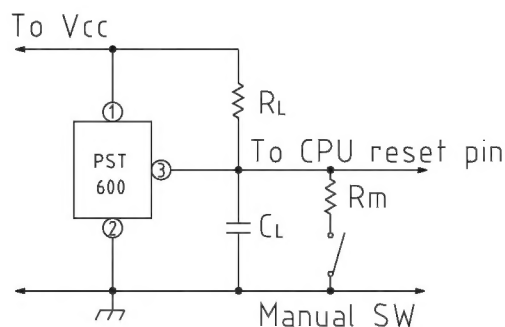 To Vcc
①
RL
PST
600
③
To CPU reset pin
Rm
CL
②
Manual SW